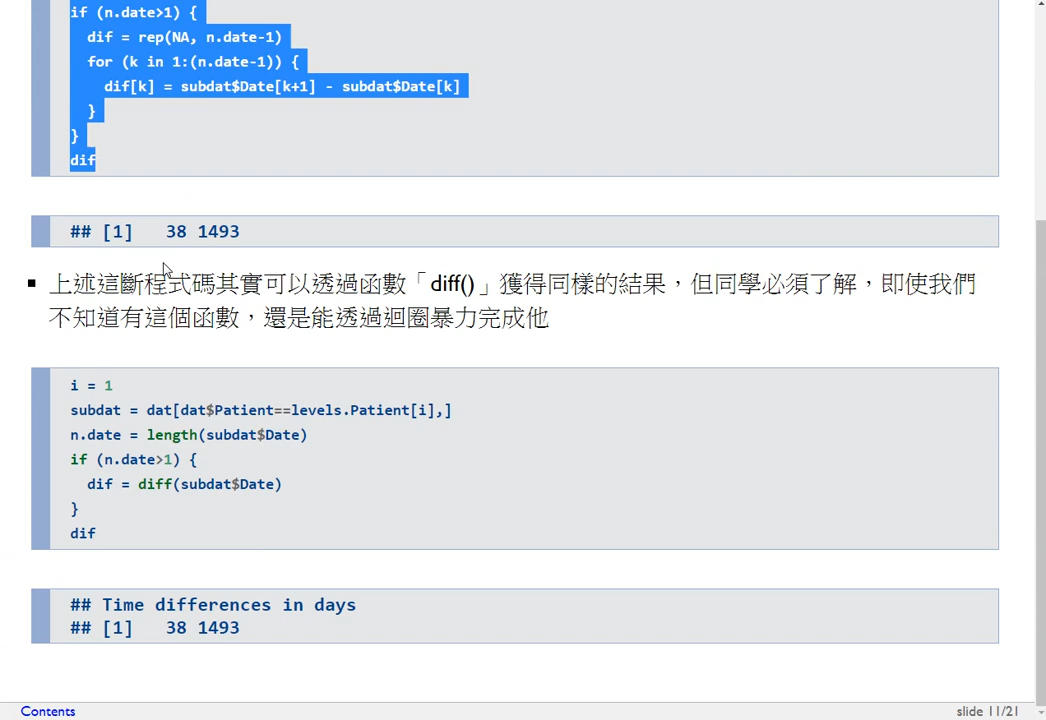 if (n.date>1) {
dif = rep(NA, n.date-1)
for (k in 1:(n.date-1)) {
dif[k] = subdat$Date[k+1] - subdat$Date[k]
}
}
dif
## [1]   38 1493
▪ 上述這斷程式碼其實可以透過函數「diff()」獲得同樣的結果，但同學必須了解，即使我們
不知道有這個函數，還是能透過迴圈暴力完成他
i = 1
subdat = dat[dat$Patient==levels.Patient[i],]
n.date = length(subdat$Date)
if (n.date>1) {
dif = diff(subdat$Date)
}
dif
## Time differences in days
## [1]   38 1493
Contents
slide 11/21